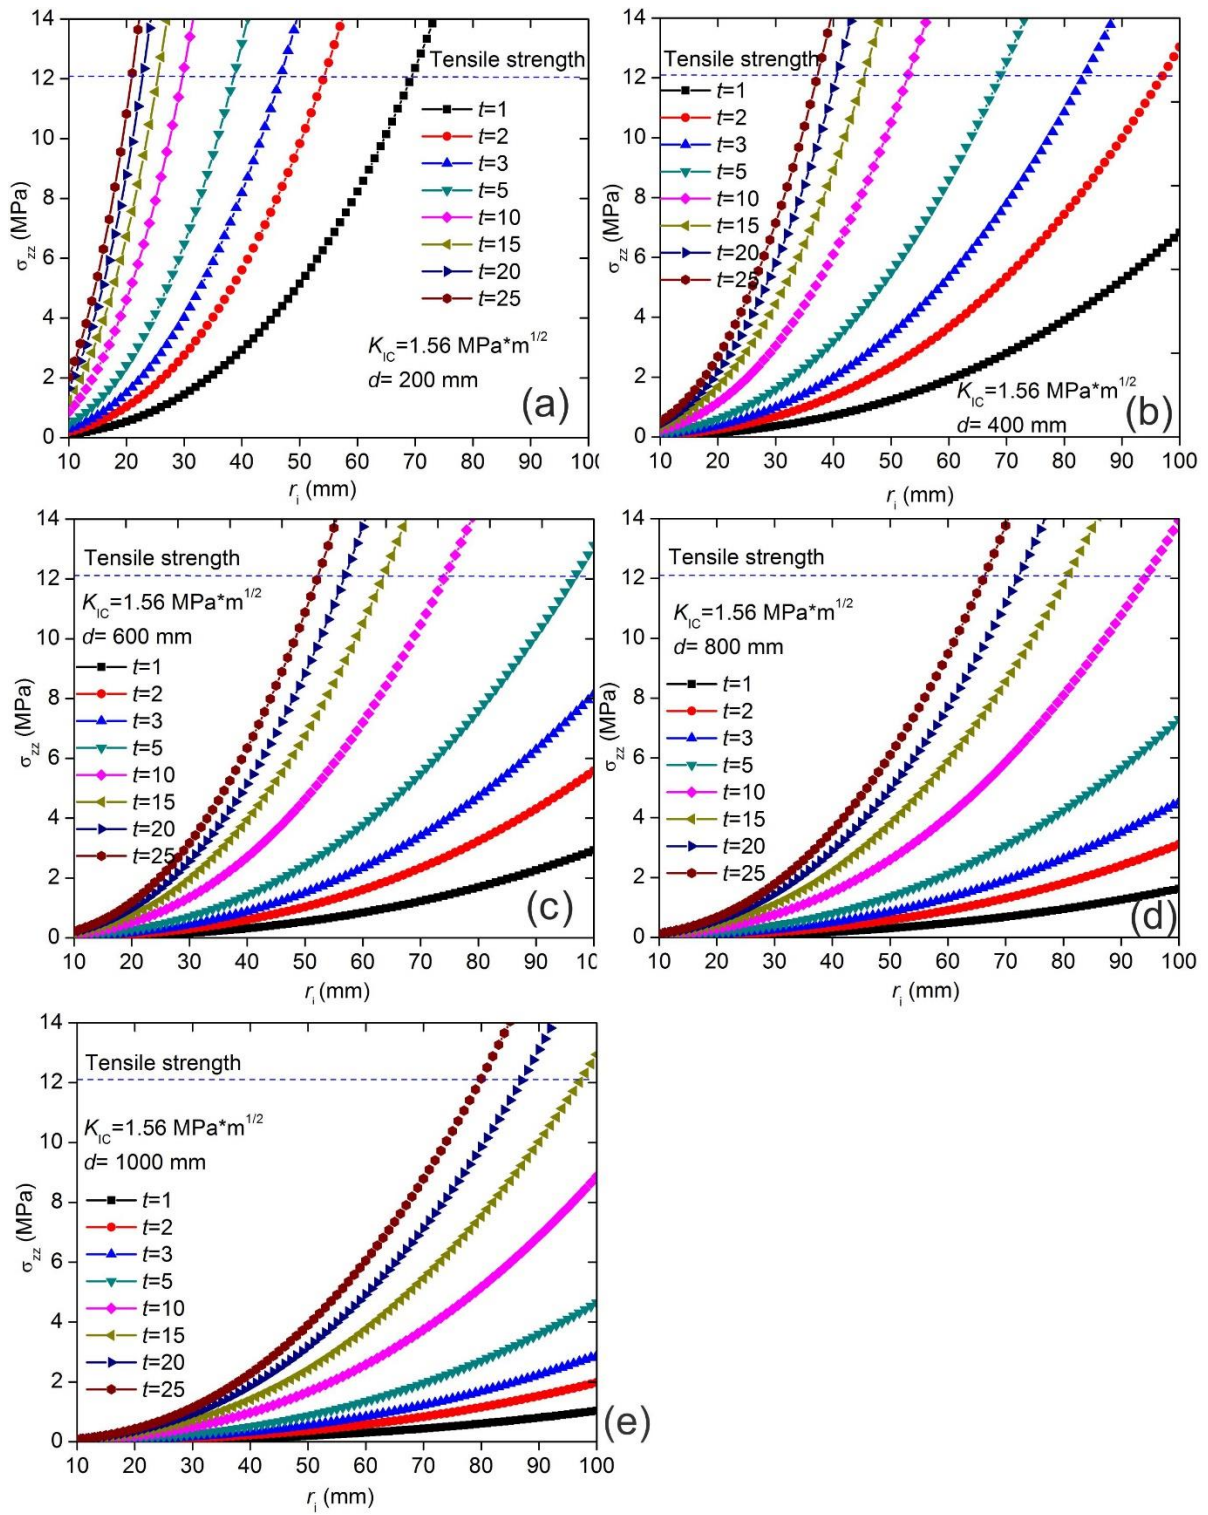 14
12
10
8
6
4
2
0
σzz (MPa)
Tensile strength
t=1
t=2
t=3
t=5
t=10
t=15
t=20
t=25
KIC=1.56 MPa*m1/2
d= 200 mm
(a)
10 20 30 40 50 60 70 80 90 100
ri (mm)
14
12
10
8
6
4
2
0
σzz (MPa)
Tensile strength
t=1
t=2
t=3
t=5
t=10
t=15
t=20
t=25
KIC=1.56 MPa*m1/2
d= 400 mm
(b)
10 20 30 40 50 60 70 80 90 100
ri (mm)
14
12
10
8
6
4
2
0
σzz (MPa)
Tensile strength
KIC=1.56 MPa*m1/2
d= 600 mm
t=1
t=2
t=3
t=5
t=10
t=15
t=20
t=25
(c)
10 20 30 40 50 60 70 80 90 100
ri (mm)
14
12
10
8
6
4
2
0
σzz (MPa)
Tensile strength
KIC=1.56 MPa*m1/2
d= 800 mm
t=1
t=2
t=3
t=5
t=10
t=15
t=20
t=25
(d)
10 20 30 40 50 60 70 80 90 100
ri (mm)
14
12
10
8
6
4
2
0
σzz (MPa)
Tensile strength
KIC=1.56 MPa*m1/2
d= 1000 mm
t=1
t=2
t=3
t=5
t=10
t=15
t=20
t=25
(e)
10 20 30 40 50 60 70 80 90 100
ri (mm)